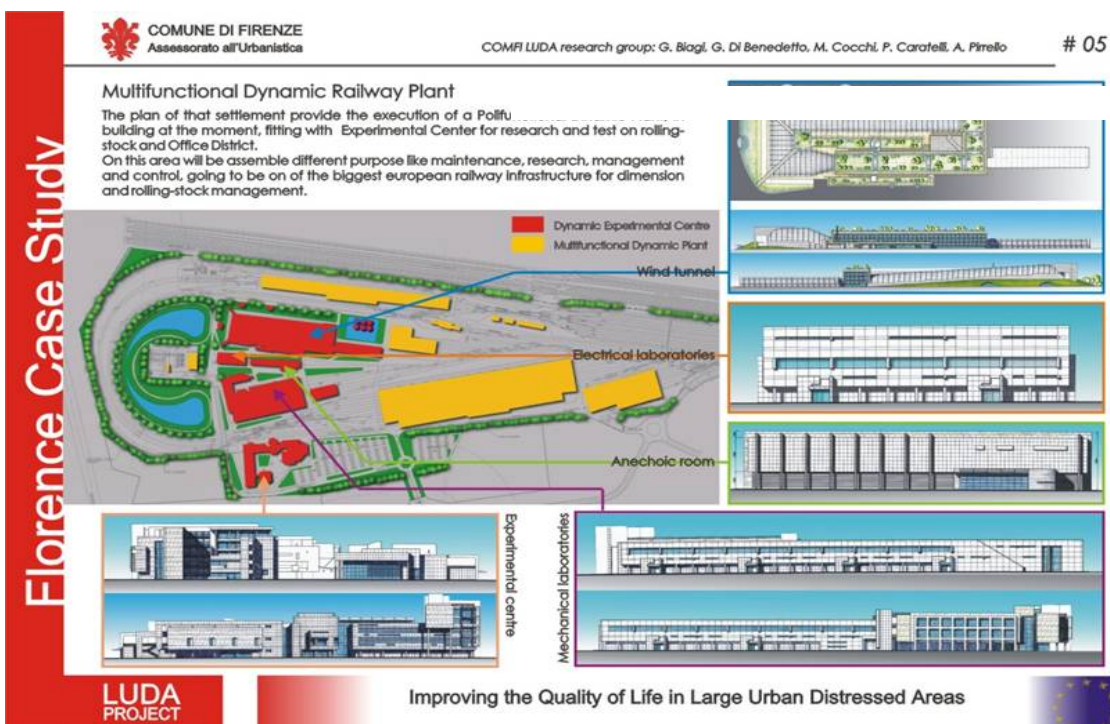 COMUNE DI FIRENZE
Assessorato all'Urbanistica
COMFI LUDA research group: G. Biagi, G. Di Benedetto, M. Cocchi, P. Caratelli, A. Pirrello
# 05
Florence Case Study
Multifunctional Dynamic Railway Plant
The plan of that settlement provide the execution of a
building at the moment, fitting with Experimental Center for research and test on rolling-
stock and Office District.
On this area will be assemble different purpose like maintenance, research, management
and control, going to be on of the biggest european railway infrastructure for dimension
and rolling-stock management.
Dynamic Experimental Centre
Multifunctional Dynamic Plant
Wind tunnel
Electrical laboratories
Anechoic room
Experimental centre
Mechanical laboratories
LUDA
PROJECT
Improving the Quality of Life in Large Urban Distressed Areas